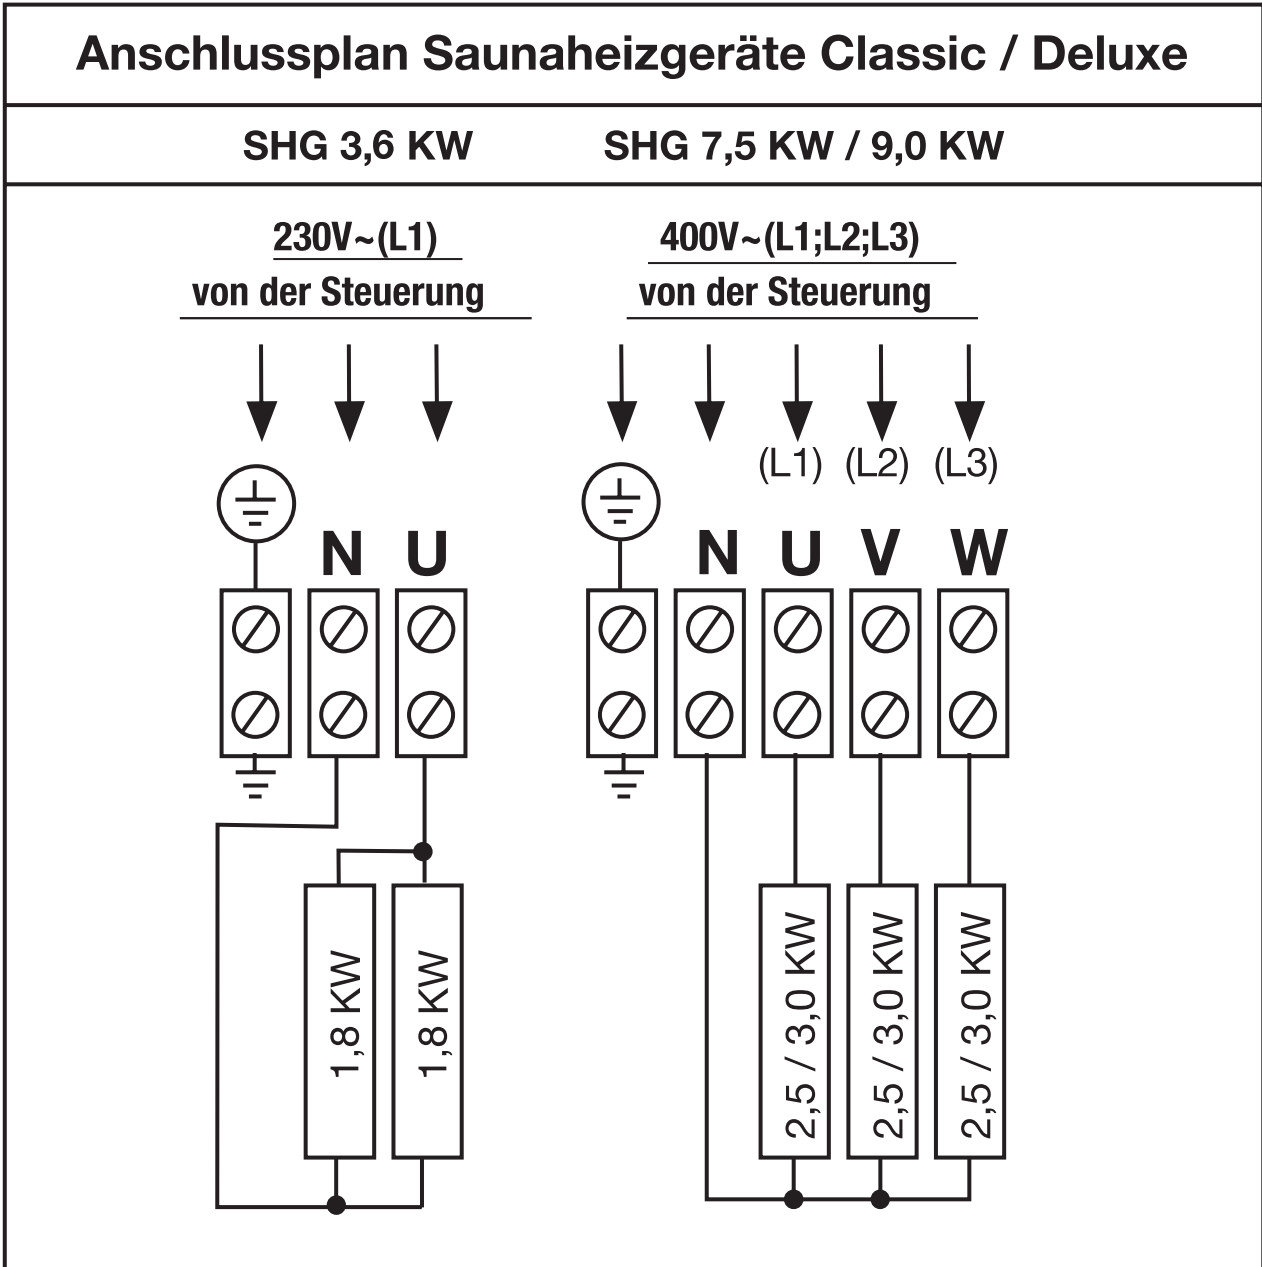 Anschlussplan Saunaheizgeräte Classic / Deluxe
SHG 3,6 KW
SHG 7,5 KW / 9,0 KW
230V~(L1)
von der Steuerung
N U
1,8 KW
1,8 KW
400V~(L1;L2;L3)
von der Steuerung
(L1) (L2) (L3)
N U V W
2,5 / 3,0 KW
2,5 / 3,0 KW
2,5 / 3,0 KW